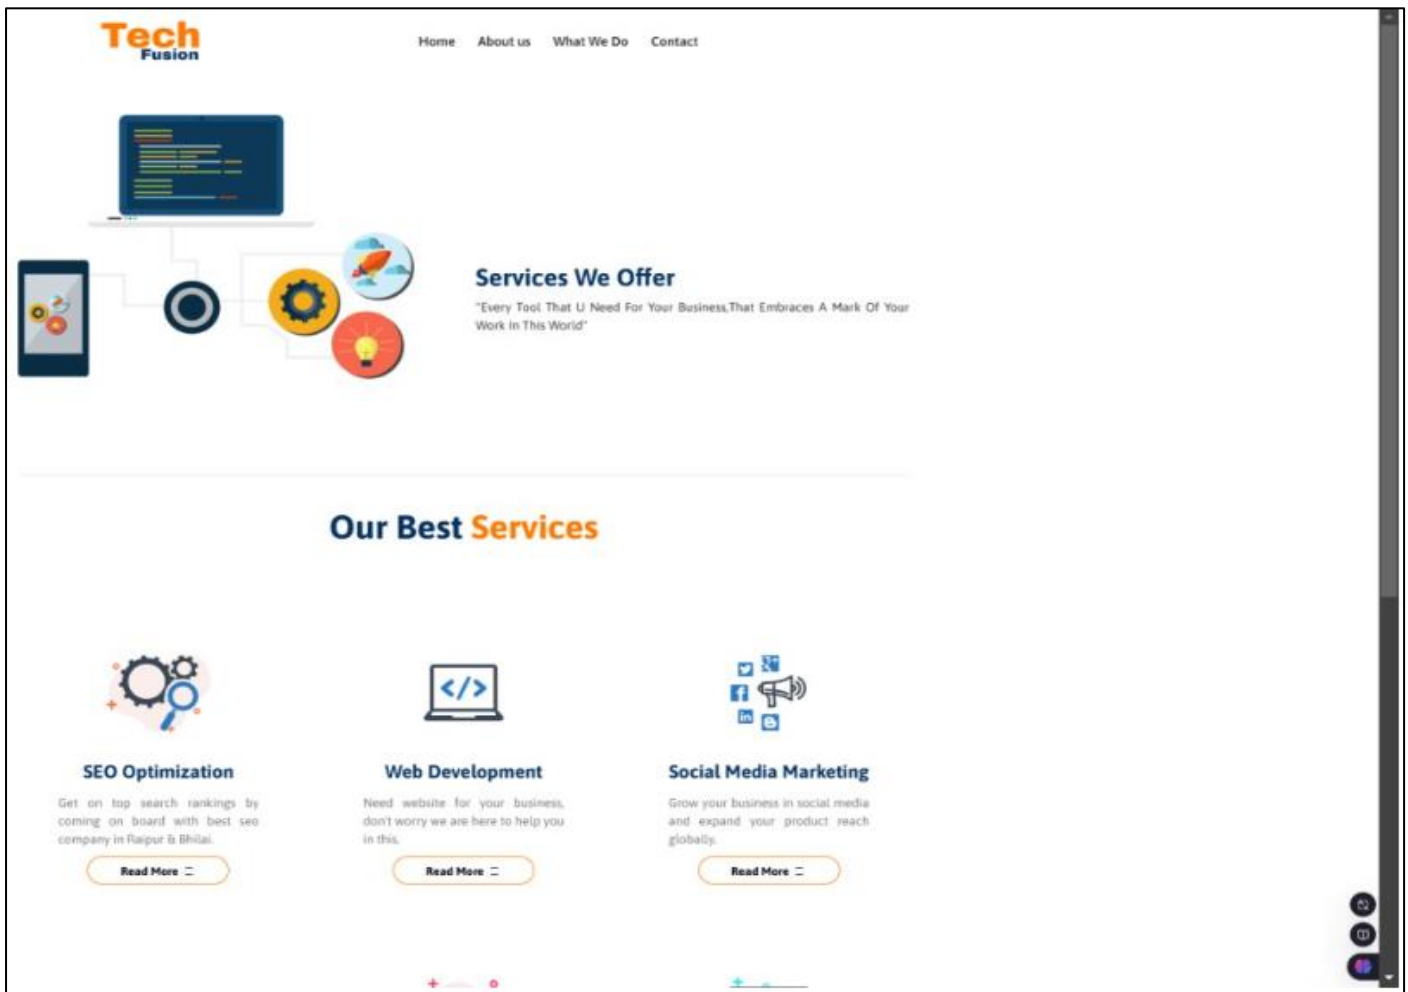 Tech
Fusion
Home About us What We Do Contact
Services We Offer
"Every Tool That U Need For Your Business,That Embraces A Mark Of Your
Work In This World"
Our Best Services
</>
SEO Optimization
Get on top search rankings by
coming on board with best seo
company in Raipur & Bhilai.
Read More
Web Development
Need website for your business,
don't worry we are here to help you
in this.
Read More
Social Media Marketing
Grow your business in social media
and expand your product reach
globally.
Read More